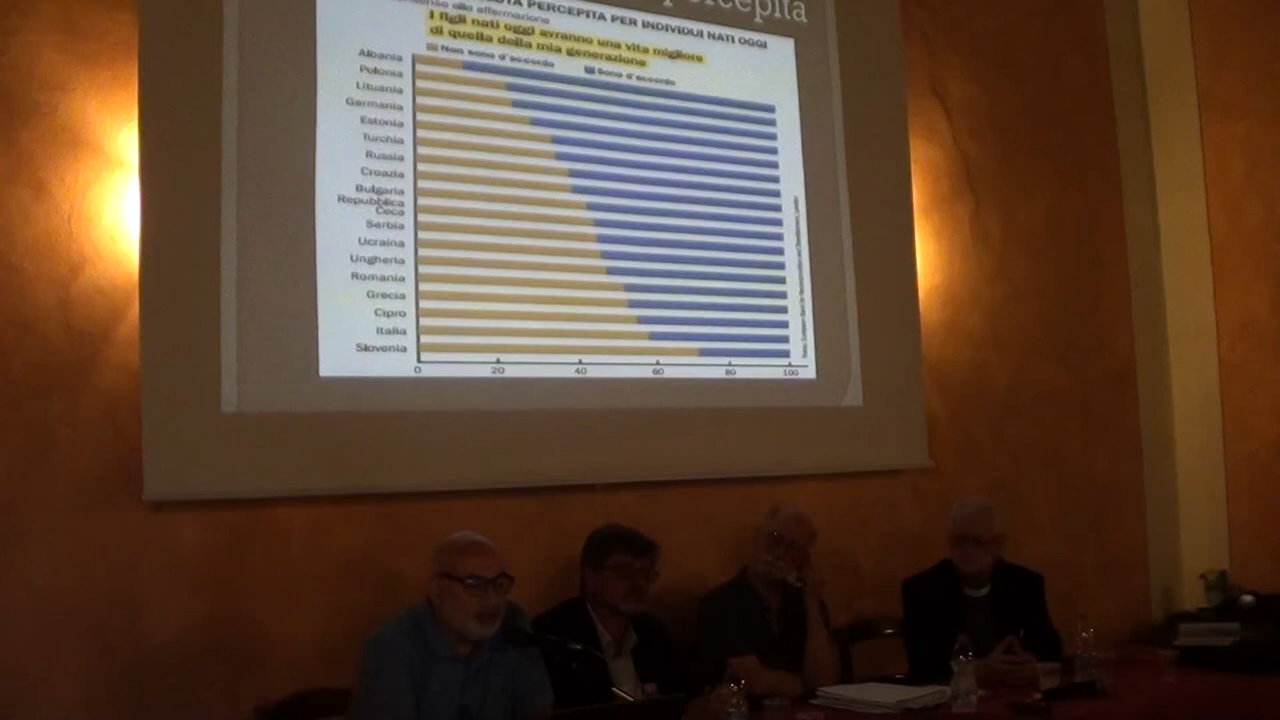 percepita
PERCEPITA PER INDIVIDUI NATI OGGI
alla affermazione
I figli nati oggi avranno una vita migliore
di quella della mia generazione
Non sono d'accordo Sono d'accordo
Albania
Polonia
Lituania
Germania
Estonia
Turchia
Russia
Croazia
Bulgaria
Repubblica
Ceca
Serbia
Ucraina
Ungheria
Romania
Grecia
Cipro
Italia
Slovenia
0 20 40 60 80 100